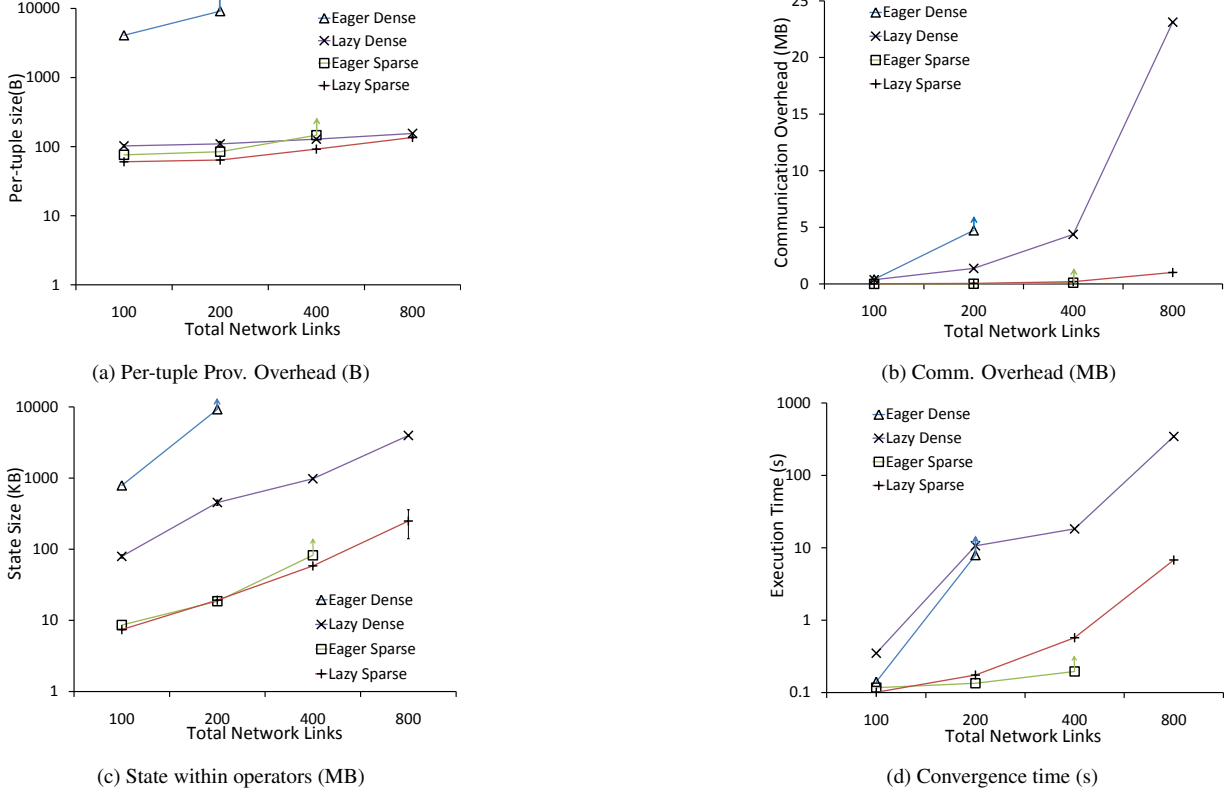 10000
1000
100
10
1
Per-tuple size(B)
Eager Dense
Lazy Dense
Eager Sparse
Lazy Sparse
100 200 400 800
Total Network Links
(a) Per-tuple Prov. Overhead (B)
25
20
15
10
5
0
Communication Overhead (MB)
Eager Dense
Lazy Dense
Eager Sparse
Lazy Sparse
100 200 400 800
Total Network Links
(b) Comm. Overhead (MB)
10000
1000
100
10
1
State Size (KB)
Eager Dense
Lazy Dense
Eager Sparse
Lazy Sparse
100 200 400 800
Total Network Links
(c) State within operators (MB)
1000
100
10
1
0.1
Execution Time (s)
Eager Dense
Lazy Dense
Eager Sparse
Lazy Sparse
100 200 400 800
Total Network Links
(d) Convergence time (s)